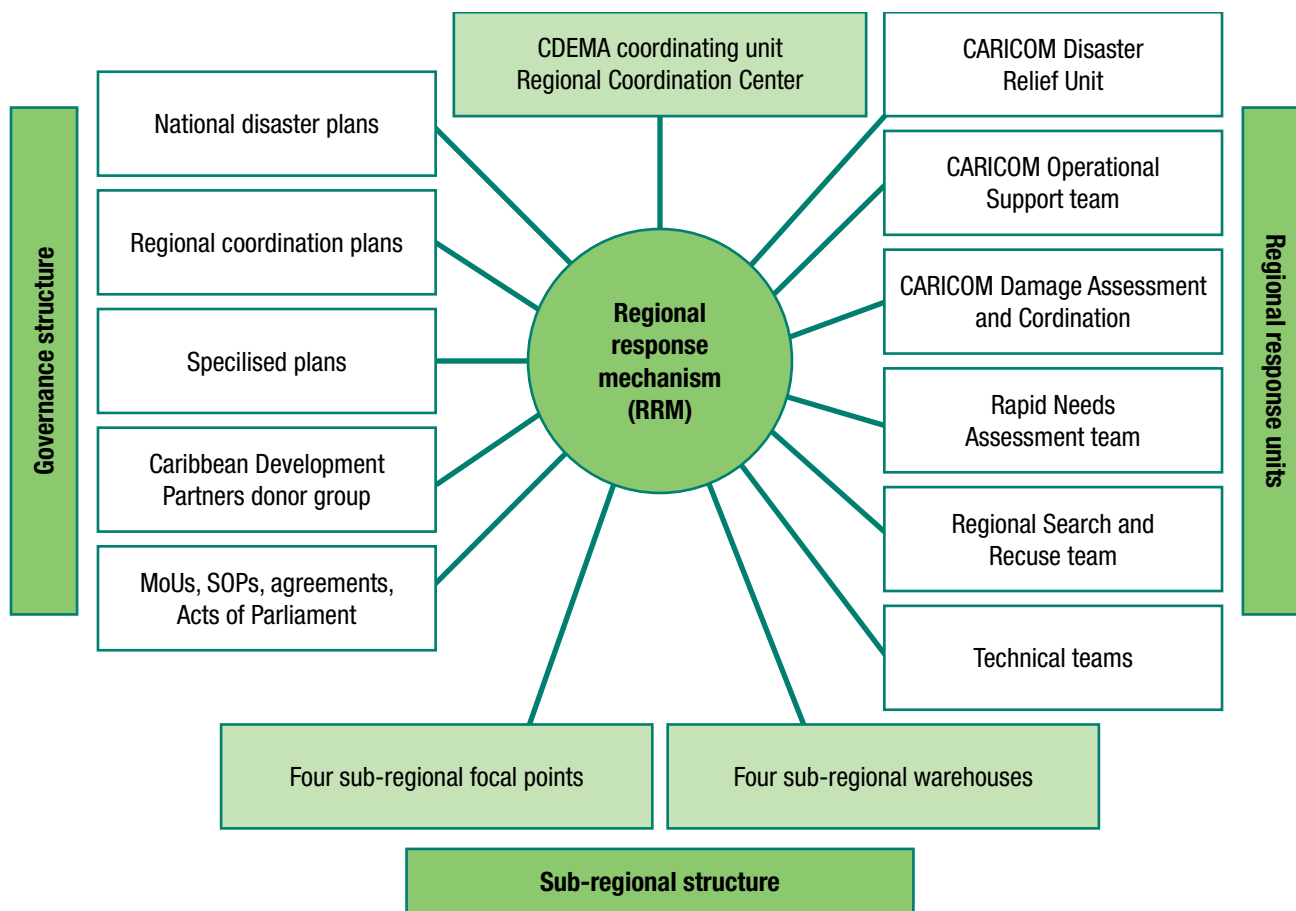 CDEMA coordinating unit
Regional Coordination Center
Governance structure
National disaster plans
Regional coordination plans
Specilised plans
Caribbean Development
Partners donor group
MoUs, SOPs, agreements,
Acts of Parliament
Regional
response
mechanism
(RRM)
CARICOM Disaster
Relief Unit
CARICOM Operational
Support team
CARICOM Damage Assessment
and Cordination
Rapid Needs
Assessment team
Regional Search and
Recuse team
Technical teams
Regional response units
Four sub-regional focal points
Four sub-regional warehouses
Sub-regional structure